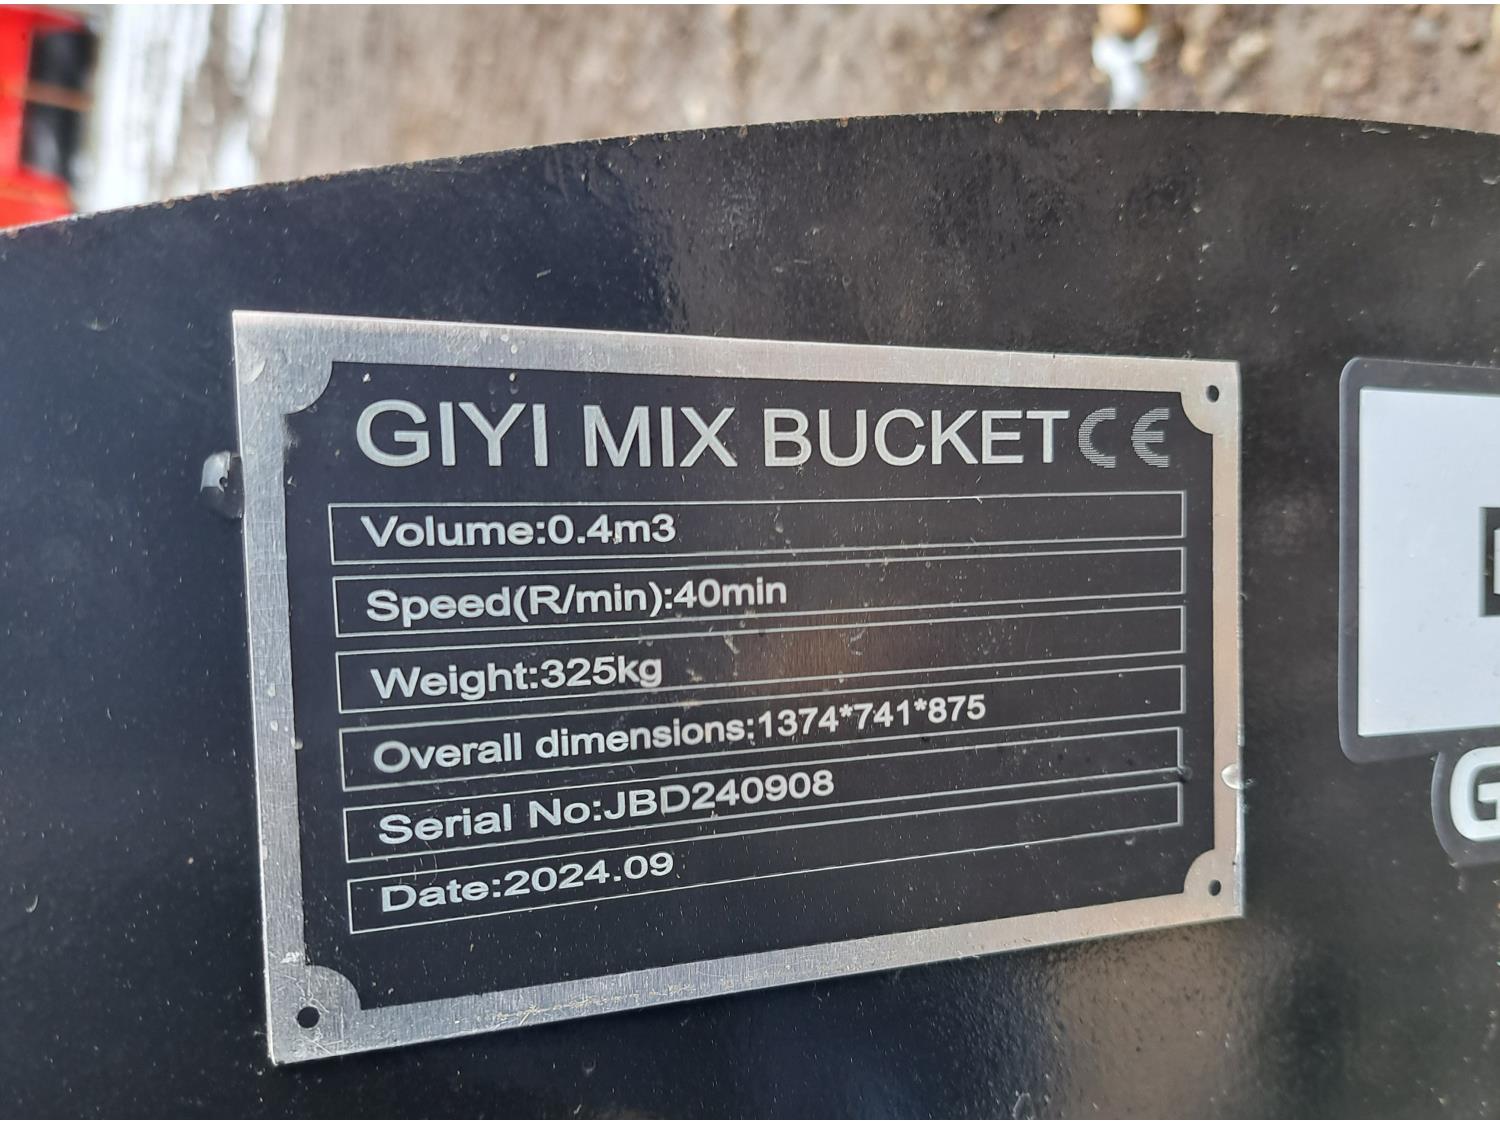 GIYI MIX BUCKET CE
Volume:0.4m3
Speed(R/min):40min
Weight:325kg
Overall dimensions:1374*741*875
Serial No:JBD240908
Date:2024.09
G